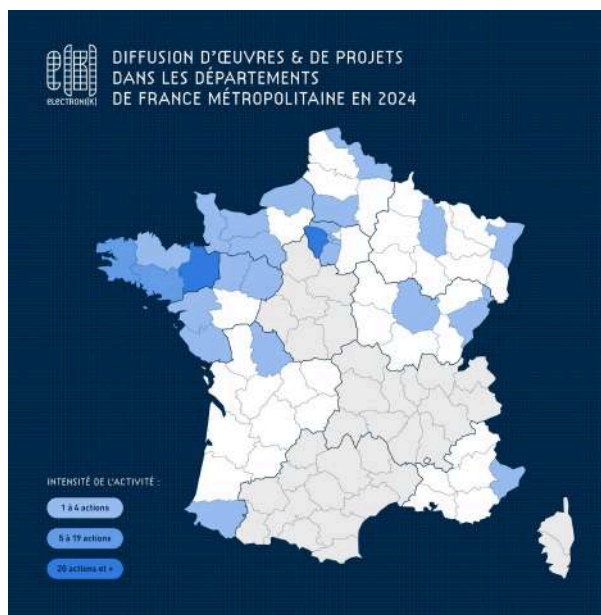 ELECTRONI[K]
DIFFUSION D'ŒUVRES & DE PROJETS
DANS LES DÉPARTEMENTS
DE FRANCE MÉTROPOLITAINE EN 2024
INTENSITÉ DE L'ACTIVITÉ :
1 à 4 actions
5 à 19 actions
20 actions et +